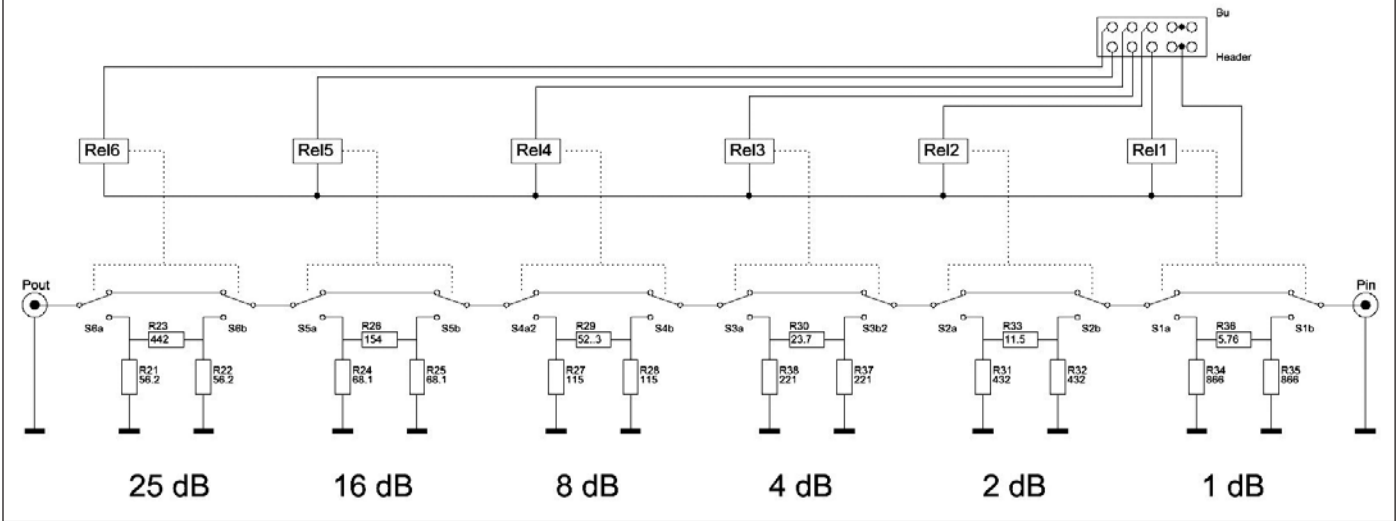 Bu
Header
Rel6 Rel5 Rel4 Rel3 Rel2 Rel1
Pout Pin
S6a S6b S5a S5b S4a2 S4b S3a S3b2 S2a S2b S1a S1b
R23 R26 R29 R30 R33 R36
442 154 52..3 23.7 11.5 5.76
R21 R22 R24 R25 R27 R28 R38 R37 R31 R32 R34 R35
56.2 56.2 68.1 68.1 115 115 221 221 432 432 866 866
25 dB 16 dB 8 dB 4 dB 2 dB 1 dB